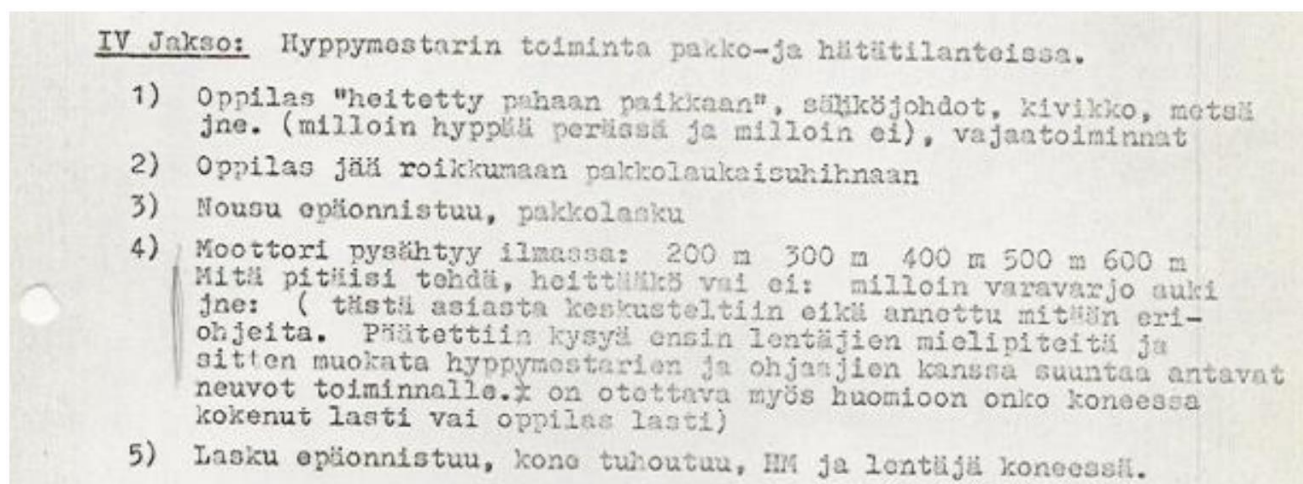 IV Jakso: Hyppymestarin toiminta pakko-ja hätätilanteissa.
1) Oppilas "heitetty pahaan paikkaan", sähköjohdot, kivikko, metsä
jne. (milloin hyppää perässä ja milloin ei), vajaatoiminnat
2) Oppilas jää roikkumaan pakkolaukaisuhihnaan
3) Nousu epäonnistuu, pakkolasku
4) Moottori pysähtyy ilmassa: 200 m 300 m 400 m 500 m 600 m
Mitä pitäisi tehdä, heittääkö vai ei: milloin varavarjo auki
jne: ( tästä asiasta keskusteltiin eikä annettu mitään eri-
ohjeita. Päätettiin kysyä ensin lentäjien mielipiteitä ja
sitten muokata hyppymestarien ja ohjaajien kanssa suuntaa antavat
neuvot toiminnalle. on otettava myös huomioon onko koneessa
kokenut lasti vai oppilas lasti)
5) Lasku epäonnistuu, kone tuhoutuu, HM ja lentäjä koneessä.